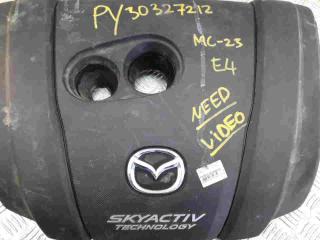 PY30327212
MC-23
E4
NEED
ViDEO
SKYACTIV
TECHNOLOGY